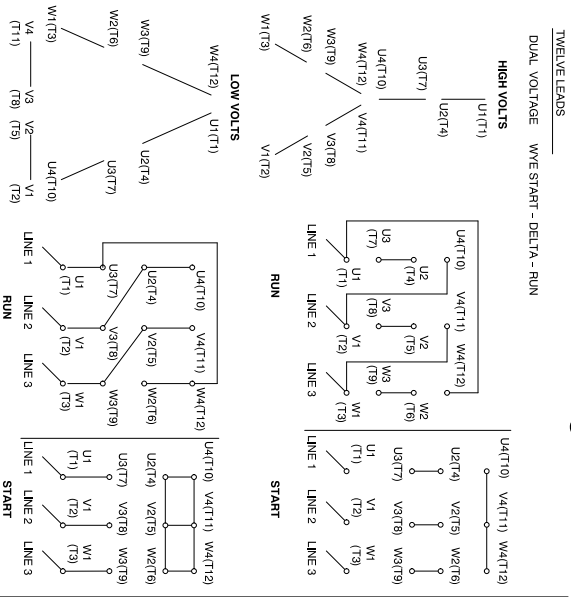 TWELVE LEADS
DUAL VOLTAGE WYE START - DELTA - RUN
HIGH VOLTS
U1(T1)
U2(T4)
U3(T7)
U4(T10)
W4(T12) V4(T11)
W3(T9) V3(T8)
W2(T6) V2(T5)
W1(T3) V1(T2)
U4(T10) V4(T11) W4(T12)
U2 V2 W2
(T4) (T5) (T6)
U3 V3 W3
(T7) (T8) (T9)
U1 V1 W1
(T1) (T2) (T3)
LINE 1 LINE 2 LINE 3
RUN
U4(T10) V4(T11) W4(T12)
U2(T4) V2(T5) W2(T6)
U3(T7) V3(T8) W3(T9)
U1 V1 W1
(T1) (T2) (T3)
LINE 1 LINE 2 LINE 3
START
LOW VOLTS
W4(T12) U1(T1)
W3(T9) U2(T4)
W2(T6) U3(T7)
W1(T3) U4(T10)
V4 V3 V2 V1
(T11) (T8) (T5) (T2)
U4(T10) V4(T11) W4(T12)
U2(T4) V2(T5) W2(T6)
U3(T7) V3(T8) W3(T9)
U1 V1 W1
(T1) (T2) (T3)
LINE 1 LINE 2 LINE 3
RUN
U4(T10) V4(T11) W4(T12)
U2(T4) V2(T5) W2(T6)
U3(T7) V3(T8) W3(T9)
U1 V1 W1
(T1) (T2) (T3)
LINE 1 LINE 2 LINE 3
START